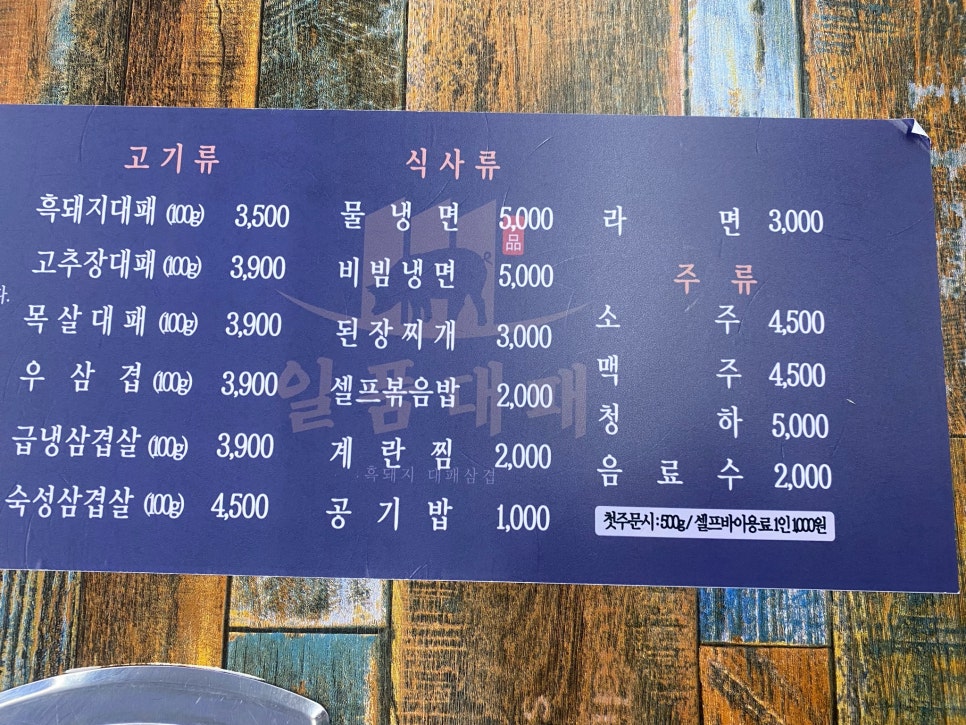 고기류
흑돼지대패 (100g) 3,500
고추장대패 (100g) 3,900
다.
목살대패 (100g) 3,900
우삼겹 (100g) 3,900
급냉삼겹살 (100g) 3,900
숙성삼겹살 (100g) 4,500
식사류
물냉면 5,000
비빔냉면 5,000
된장찌개 3,000
셀프볶음밥 2,000
계란찜 2,000
공기밥 1,000
品
일품대패
흑돼지 대패삼겹
라면 3,000
주류
소주 4,500
맥주 4,500
청하 5,000
음료수 2,000
첫주문시:500g / 셀프바이용료1인1000원